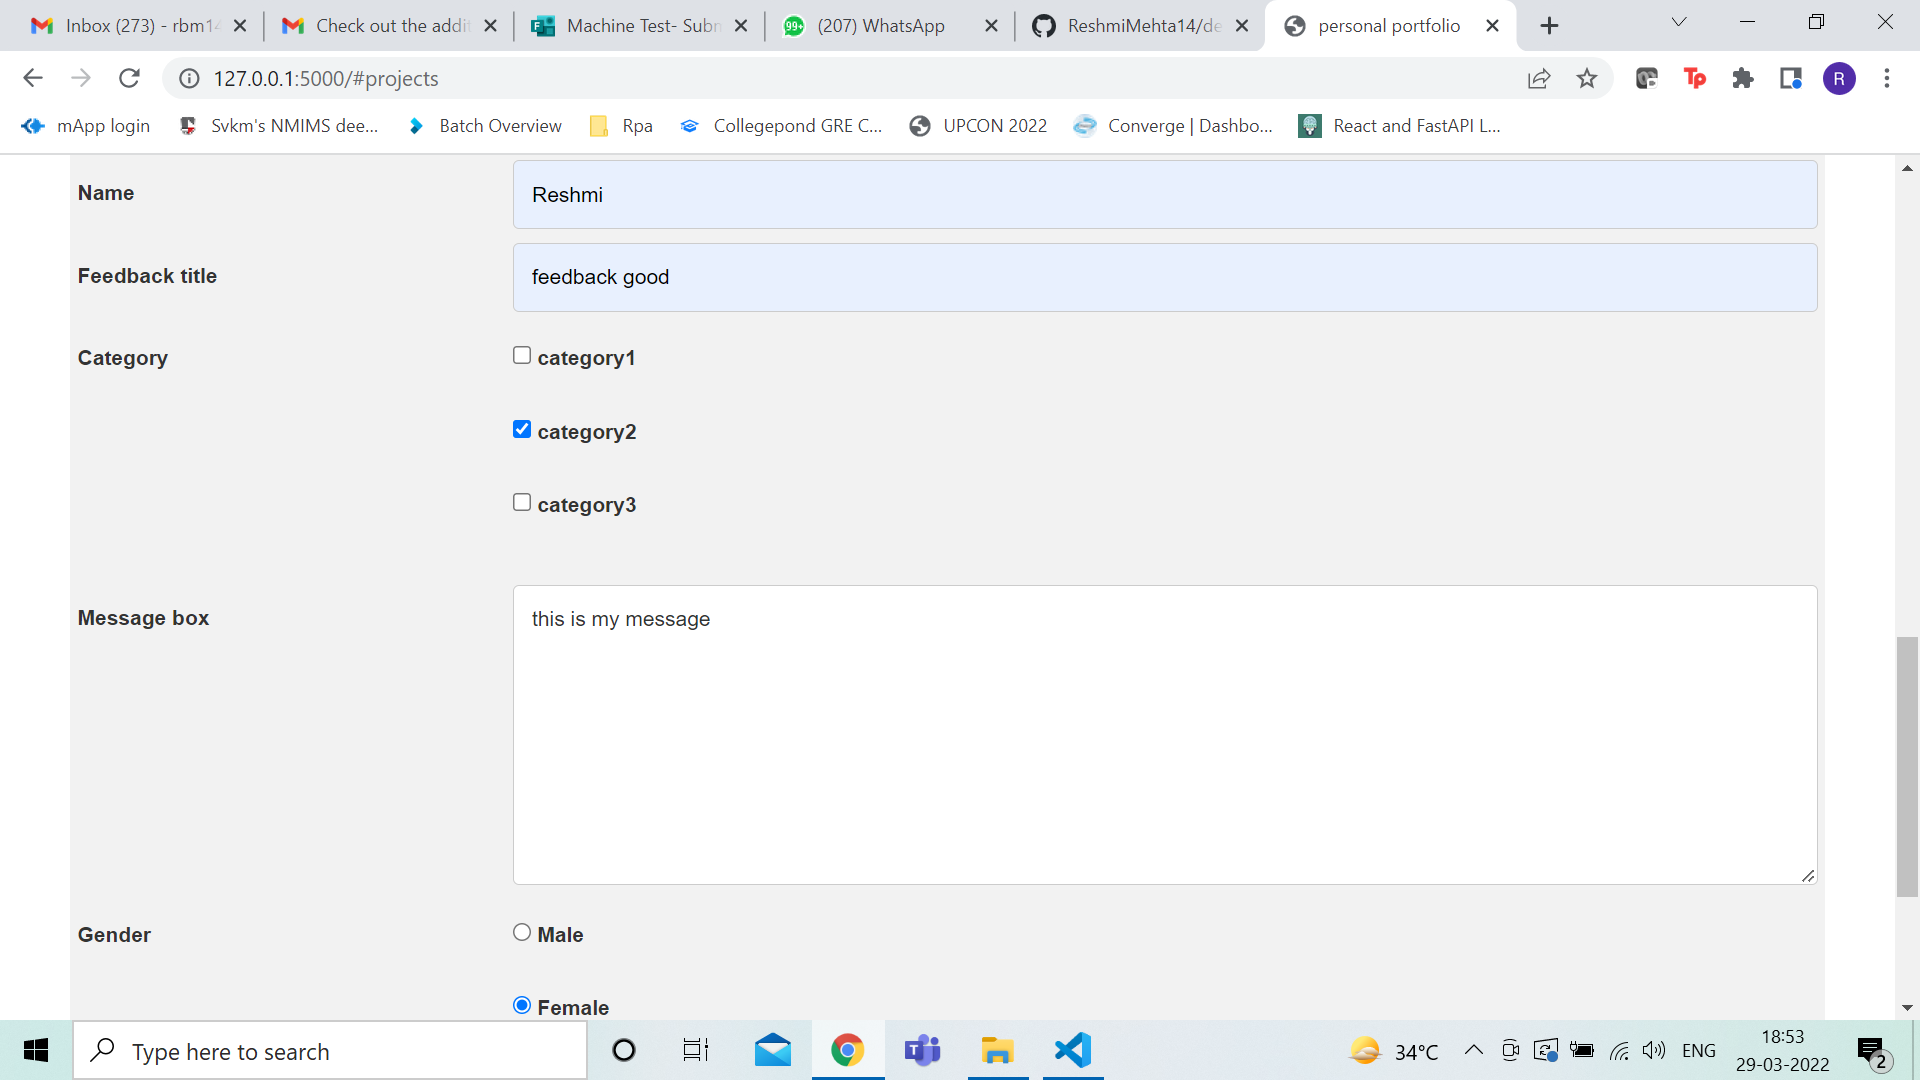 Inbox (273) - rbm14
Check out the addit
Machine Test- Subm
99+
(207) WhatsApp
ReshmiMehta14/de
personal portfolio
127.0.0.1:5000/#projects
Tp
R
mApp login
Svkm's NMIMS dee...
Batch Overview
Rpa
Collegepond GRE C...
UPCON 2022
Converge | Dashbo...
React and FastAPI L...
Name
Reshmi
Feedback title
feedback good
Category
category1
category2
category3
Message box
this is my message
Gender
Male
Female
Type here to search
34°C
ENG
18:53
29-03-2022
2